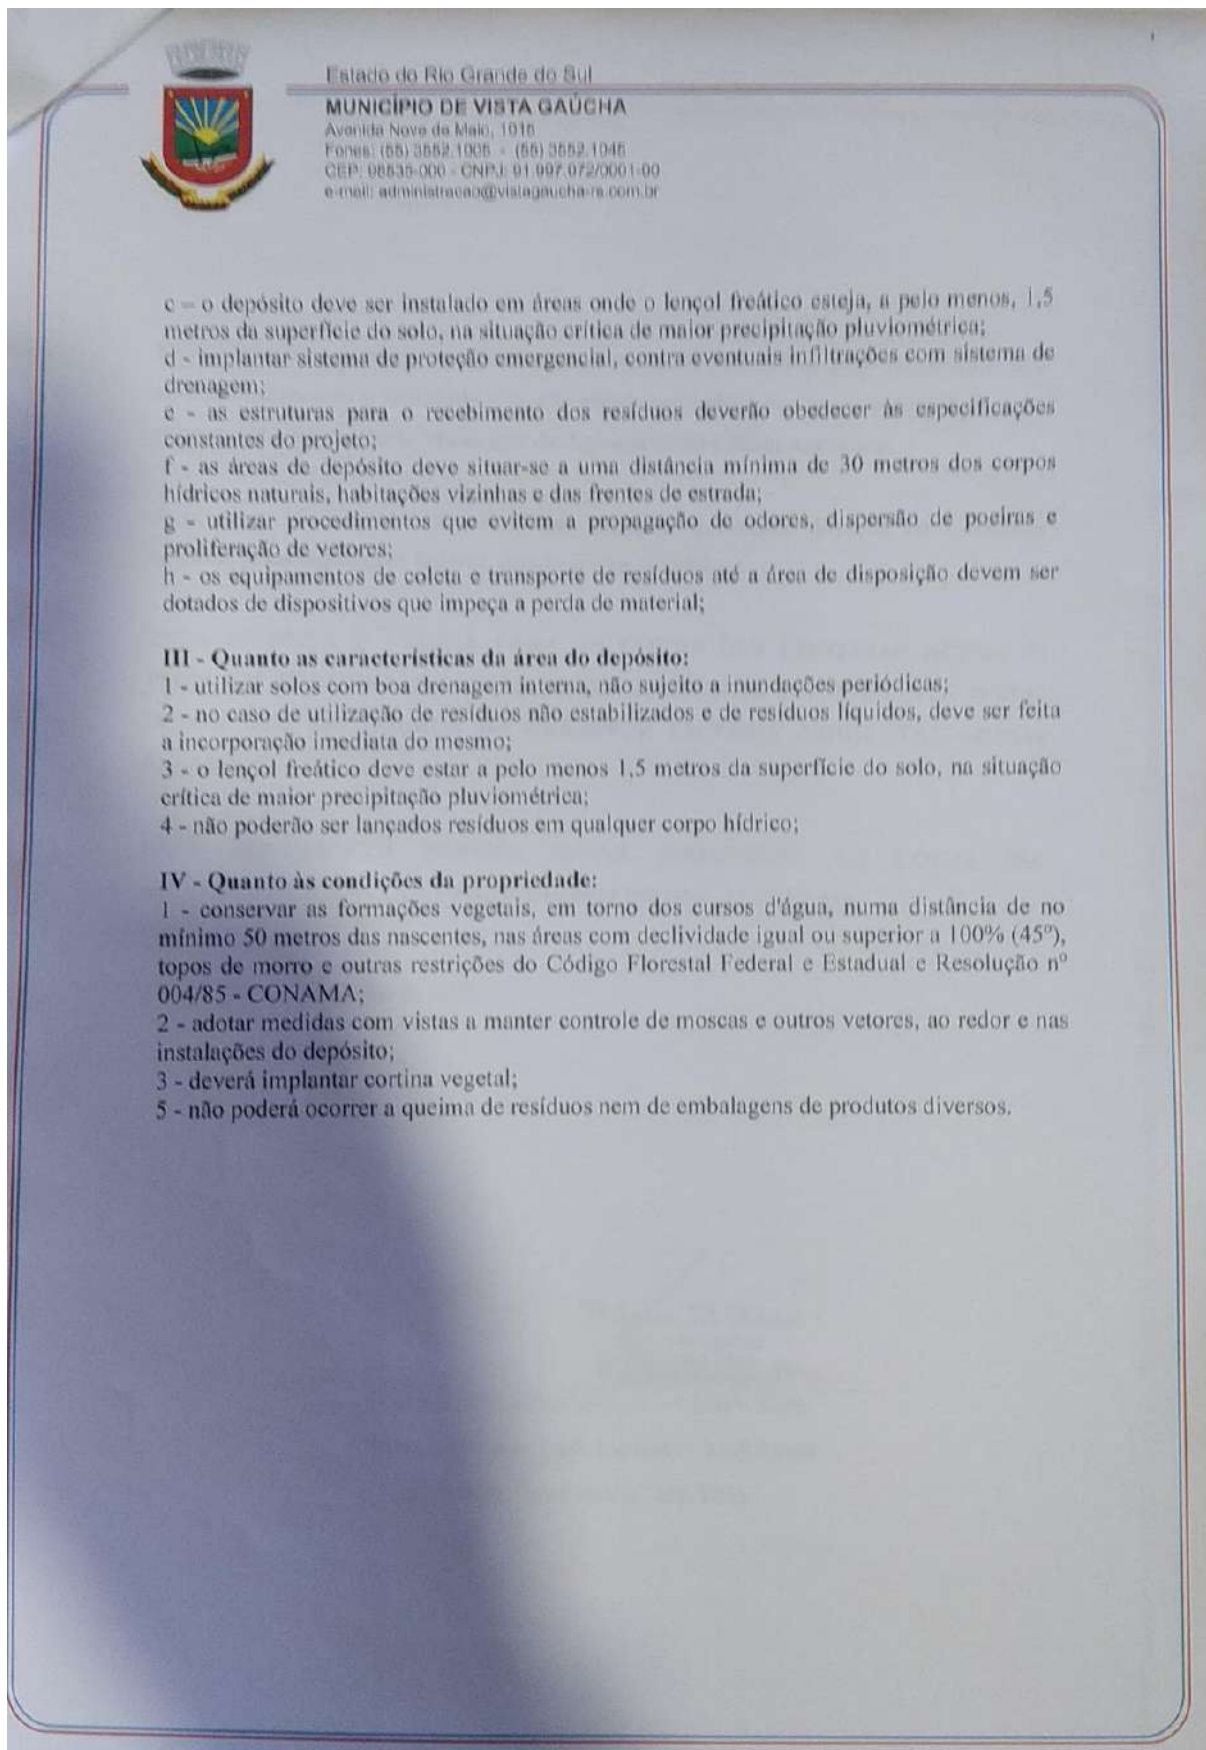 Estado do Rio Grande do Sul
MUNICÍPIO DE VISTA GAÚCHA
Avenida Nove de Maio, 1015
Fones: (55) 3552.1005 - (55) 3552.1045
CEP: 98535-000 - CNPJ: 91.997.072/0001-00
e-mail: administracao@vistagaucha-rs.com.br
c – o depósito deve ser instalado em áreas onde o lençol freático esteja, a pelo menos, 1,5
metros da superfície do solo, na situação crítica de maior precipitação pluviométrica;
d - implantar sistema de proteção emergencial, contra eventuais infiltrações com sistema de
drenagem;
e - as estruturas para o recebimento dos resíduos deverão obedecer às especificações
constantes do projeto;
f - as áreas de depósito deve situar-se a uma distância mínima de 30 metros dos corpos
hídricos naturais, habitações vizinhas e das frentes de estrada;
g - utilizar procedimentos que evitem a propagação de odores, dispersão de poeiras e
proliferação de vetores;
h - os equipamentos de coleta e transporte de resíduos até a área de disposição devem ser
dotados de dispositivos que impeça a perda de material;
III - Quanto as características da área do depósito:
1 - utilizar solos com boa drenagem interna, não sujeito a inundações periódicas;
2 - no caso de utilização de resíduos não estabilizados e de resíduos líquidos, deve ser feita
a incorporação imediata do mesmo;
3 - o lençol freático deve estar a pelo menos 1,5 metros da superfície do solo, na situação
crítica de maior precipitação pluviométrica;
4 - não poderão ser lançados resíduos em qualquer corpo hídrico;
IV - Quanto às condições da propriedade:
1 - conservar as formações vegetais, em torno dos cursos d'água, numa distância de no
mínimo 50 metros das nascentes, nas áreas com declividade igual ou superior a 100% (45º),
topos de morro e outras restrições do Código Florestal Federal e Estadual e Resolução nº
004/85 - CONAMA;
2 - adotar medidas com vistas a manter controle de moscas e outros vetores, ao redor e nas
instalações do depósito;
3 - deverá implantar cortina vegetal;
5 - não poderá ocorrer a queima de resíduos nem de embalagens de produtos diversos.